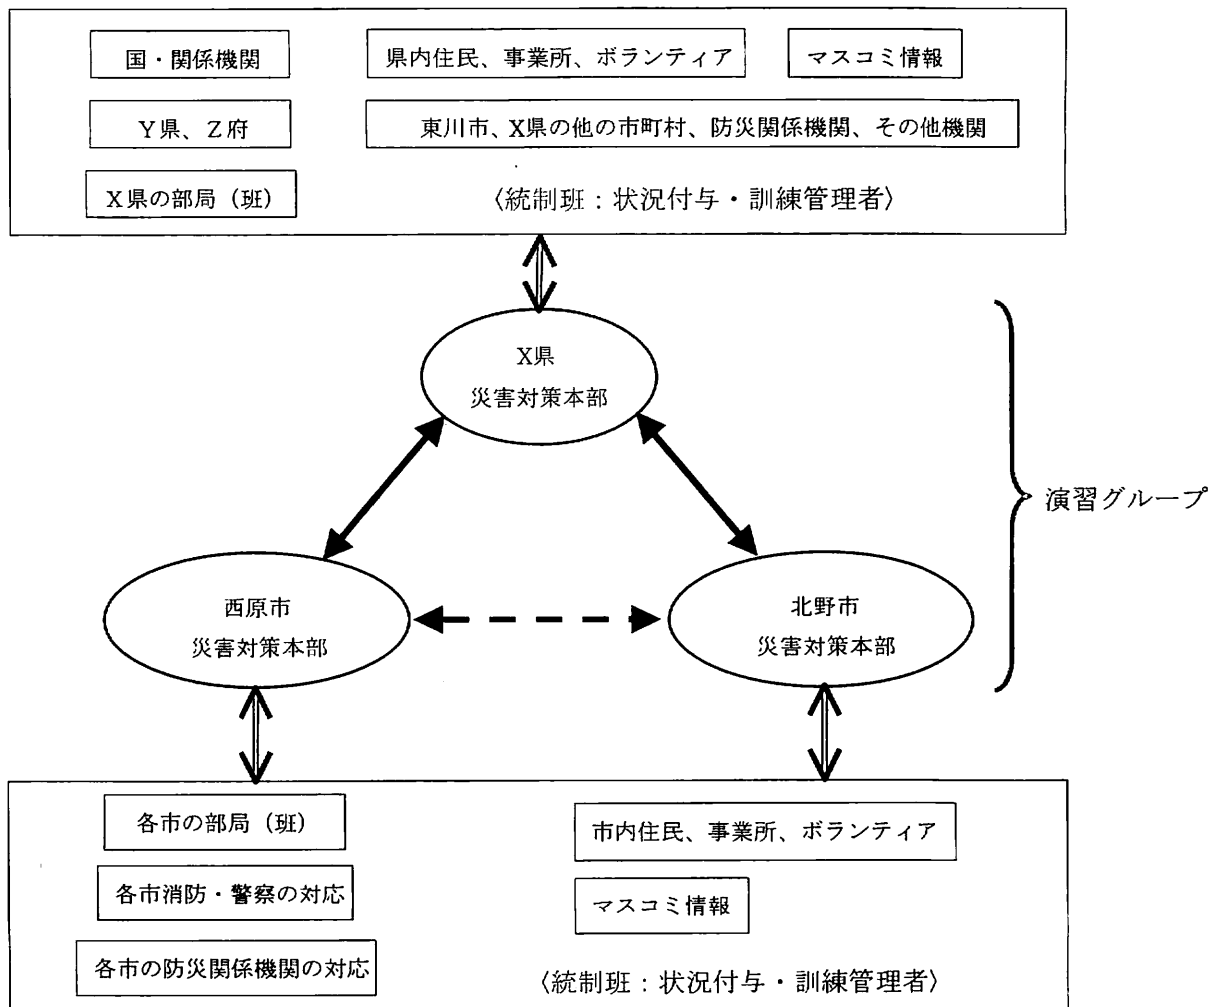 国・関係機関
県内住民、事業所、ボランティア
マスコミ情報
Y県、Z府
東川市、X県の他の市町村、防災関係機関、その他機関
X県の部局（班）
〈統制班：状況付与・訓練管理者〉
X県
災害対策本部
演習グループ
西原市
災害対策本部
北野市
災害対策本部
各市の部局（班）
市内住民、事業所、ボランティア
各市消防・警察の対応
マスコミ情報
各市の防災関係機関の対応
〈統制班：状況付与・訓練管理者〉